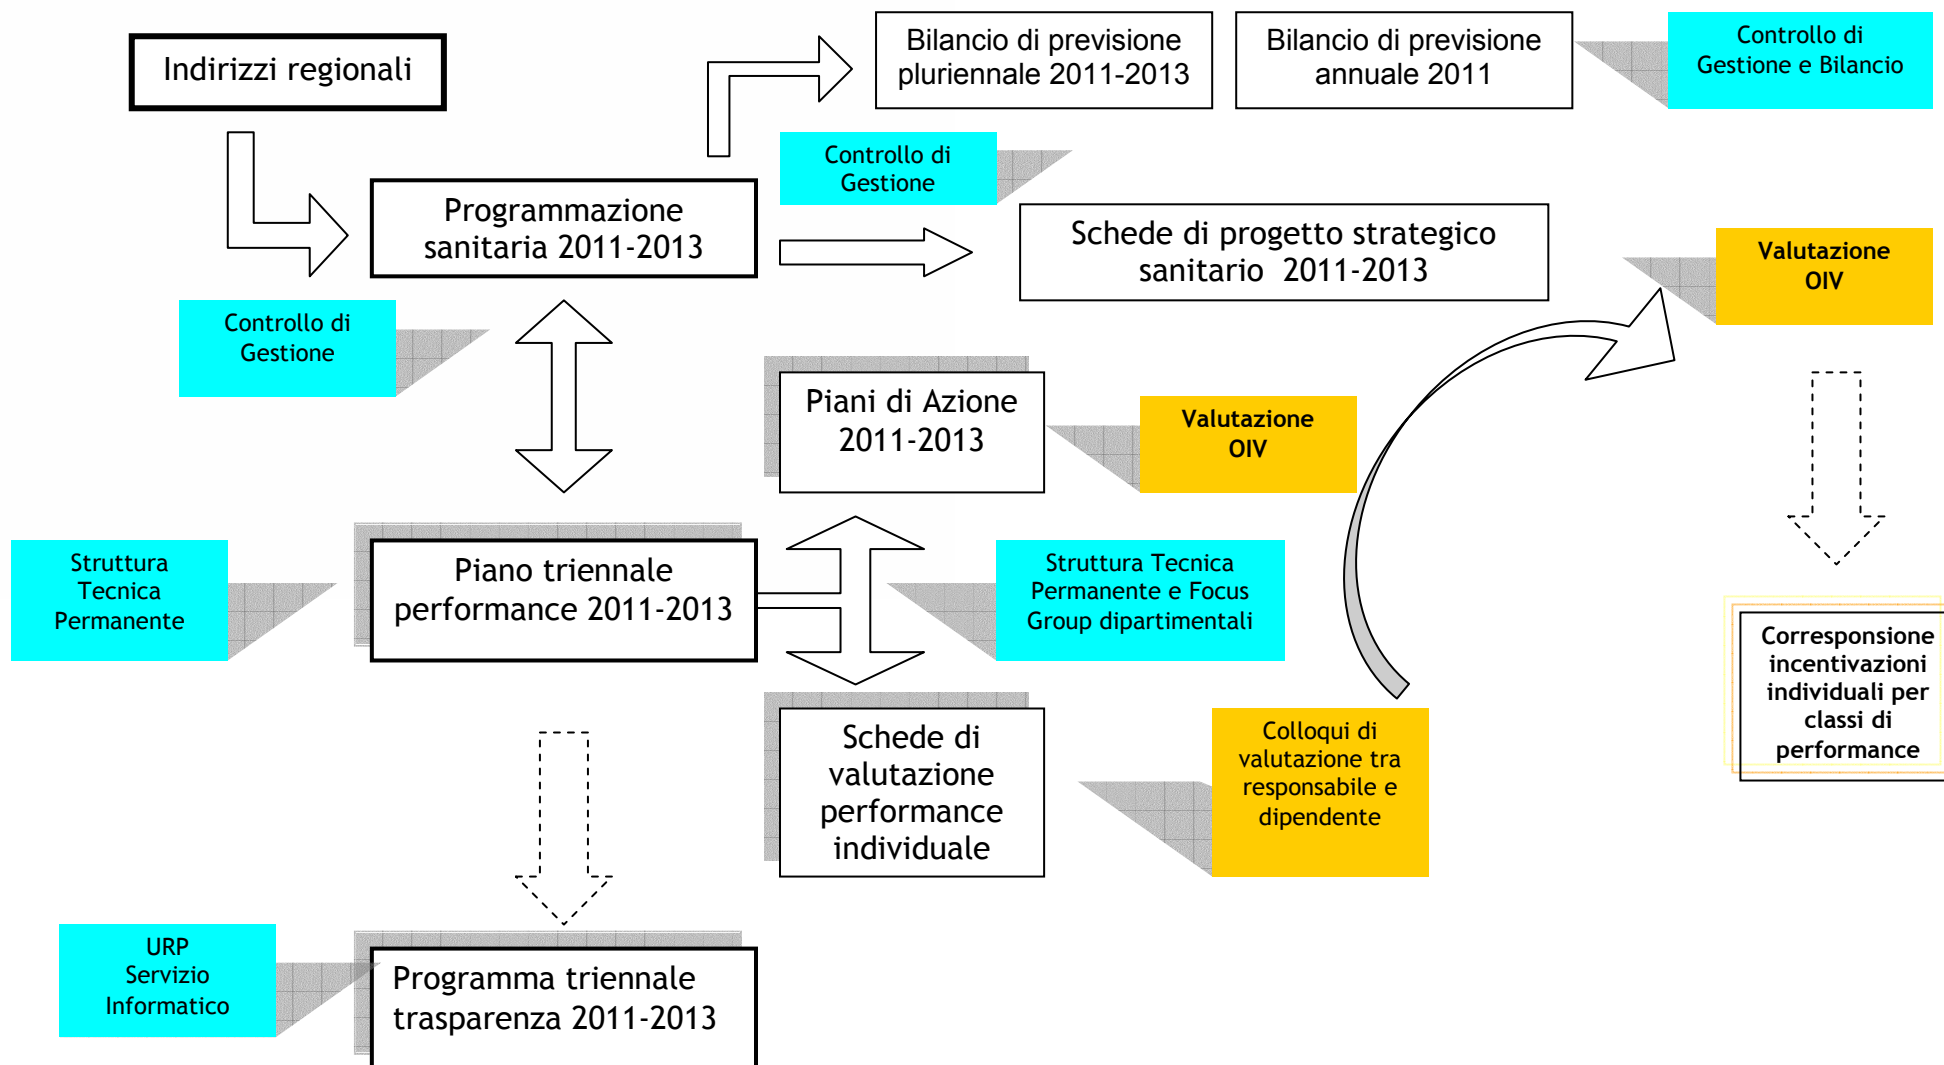 Indirizzi regionali
Bilancio di previsione
pluriennale 2011-2013
Bilancio di previsione
annuale 2011
Controllo di
Gestione e Bilancio
Controllo di
Gestione
Programmazione
sanitaria 2011-2013
Schede di progetto strategico
sanitario 2011-2013
Valutazione
OIV
Controllo di
Gestione
Piani di Azione
2011-2013
Valutazione
OIV
Struttura
Tecnica
Permanente
Piano triennale
performance 2011-2013
Struttura Tecnica
Permanente e Focus
Group dipartimentali
Corresponsione
incentivazioni
individuali per
classi di
performance
Schede di
valutazione
performance
individuale
Colloqui di
valutazione tra
responsabile e
dipendente
URP
Servizio
Informatico
Programma triennale
trasparenza 2011-2013